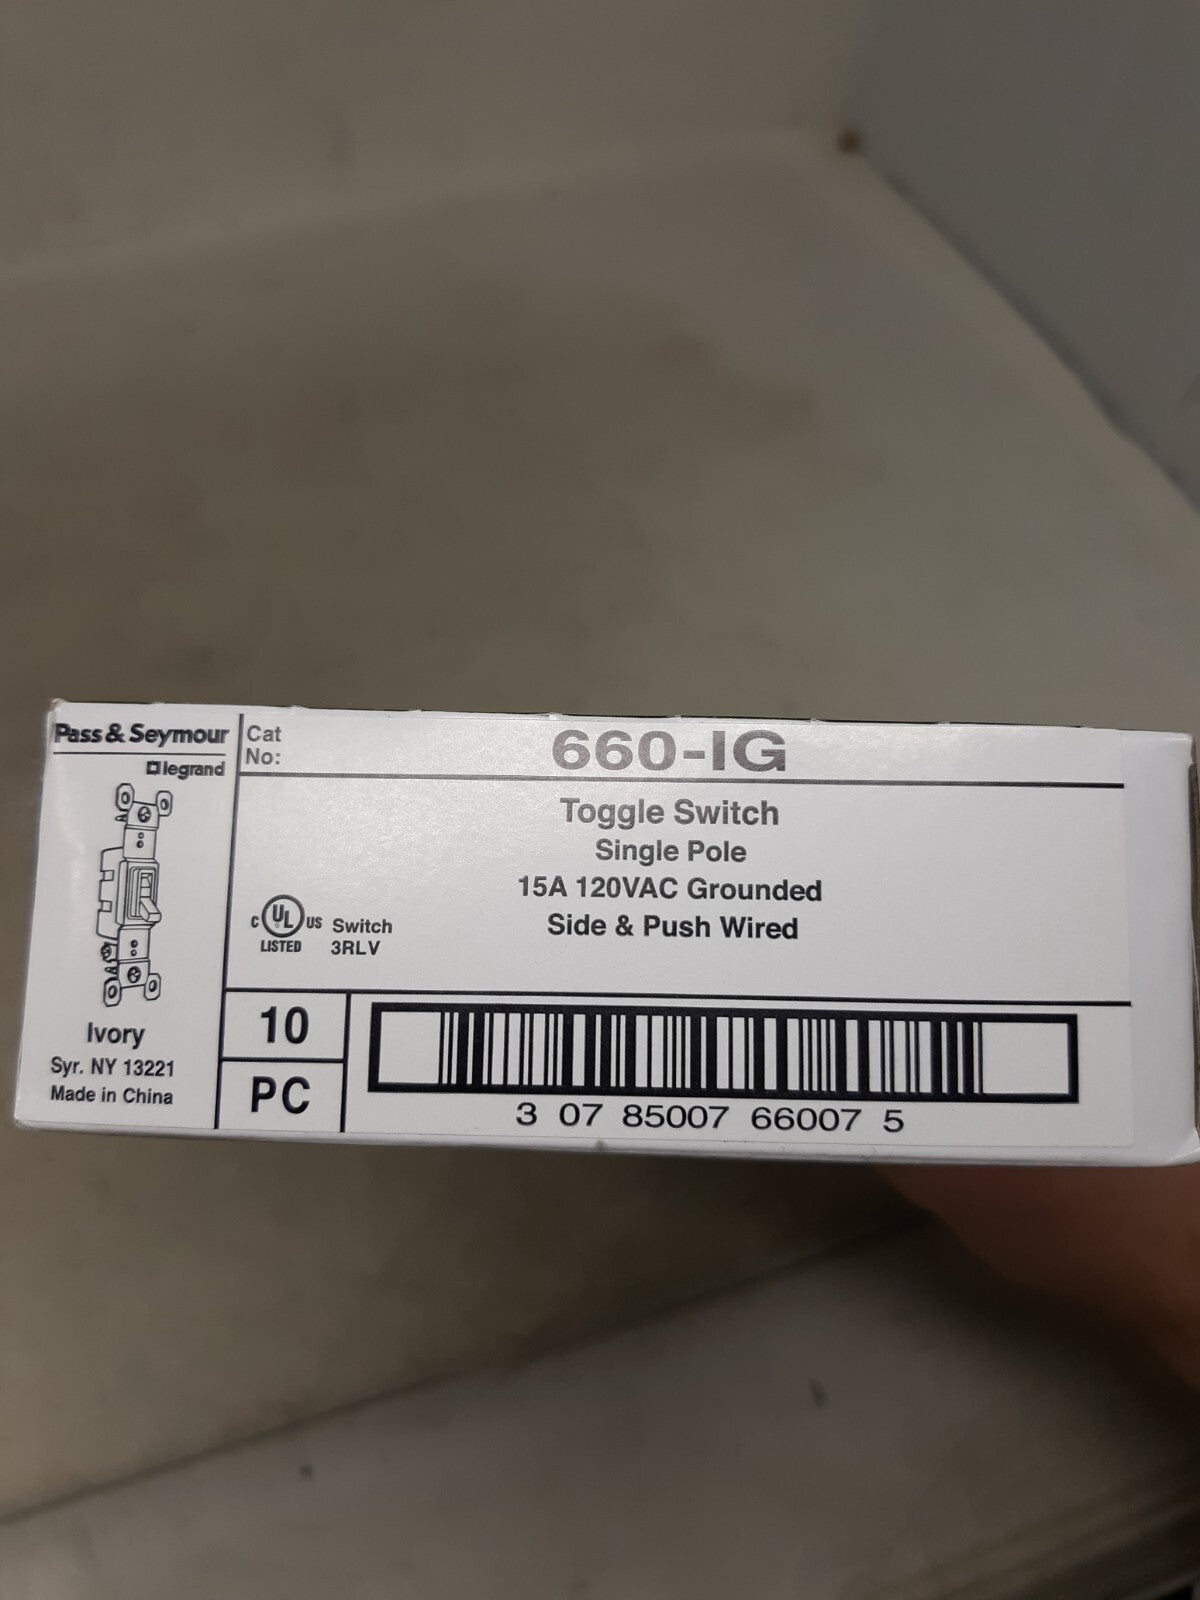 Pass & Seymour
legrand
Cat
No:
660-IG
Toggle Switch
Single Pole
15A 120VAC Grounded
Side & Push Wired
C UL US
LISTED
Switch
3RLV
Ivory
Syr. NY 13221
Made in China
10
PC
3 07 85007 66007 5